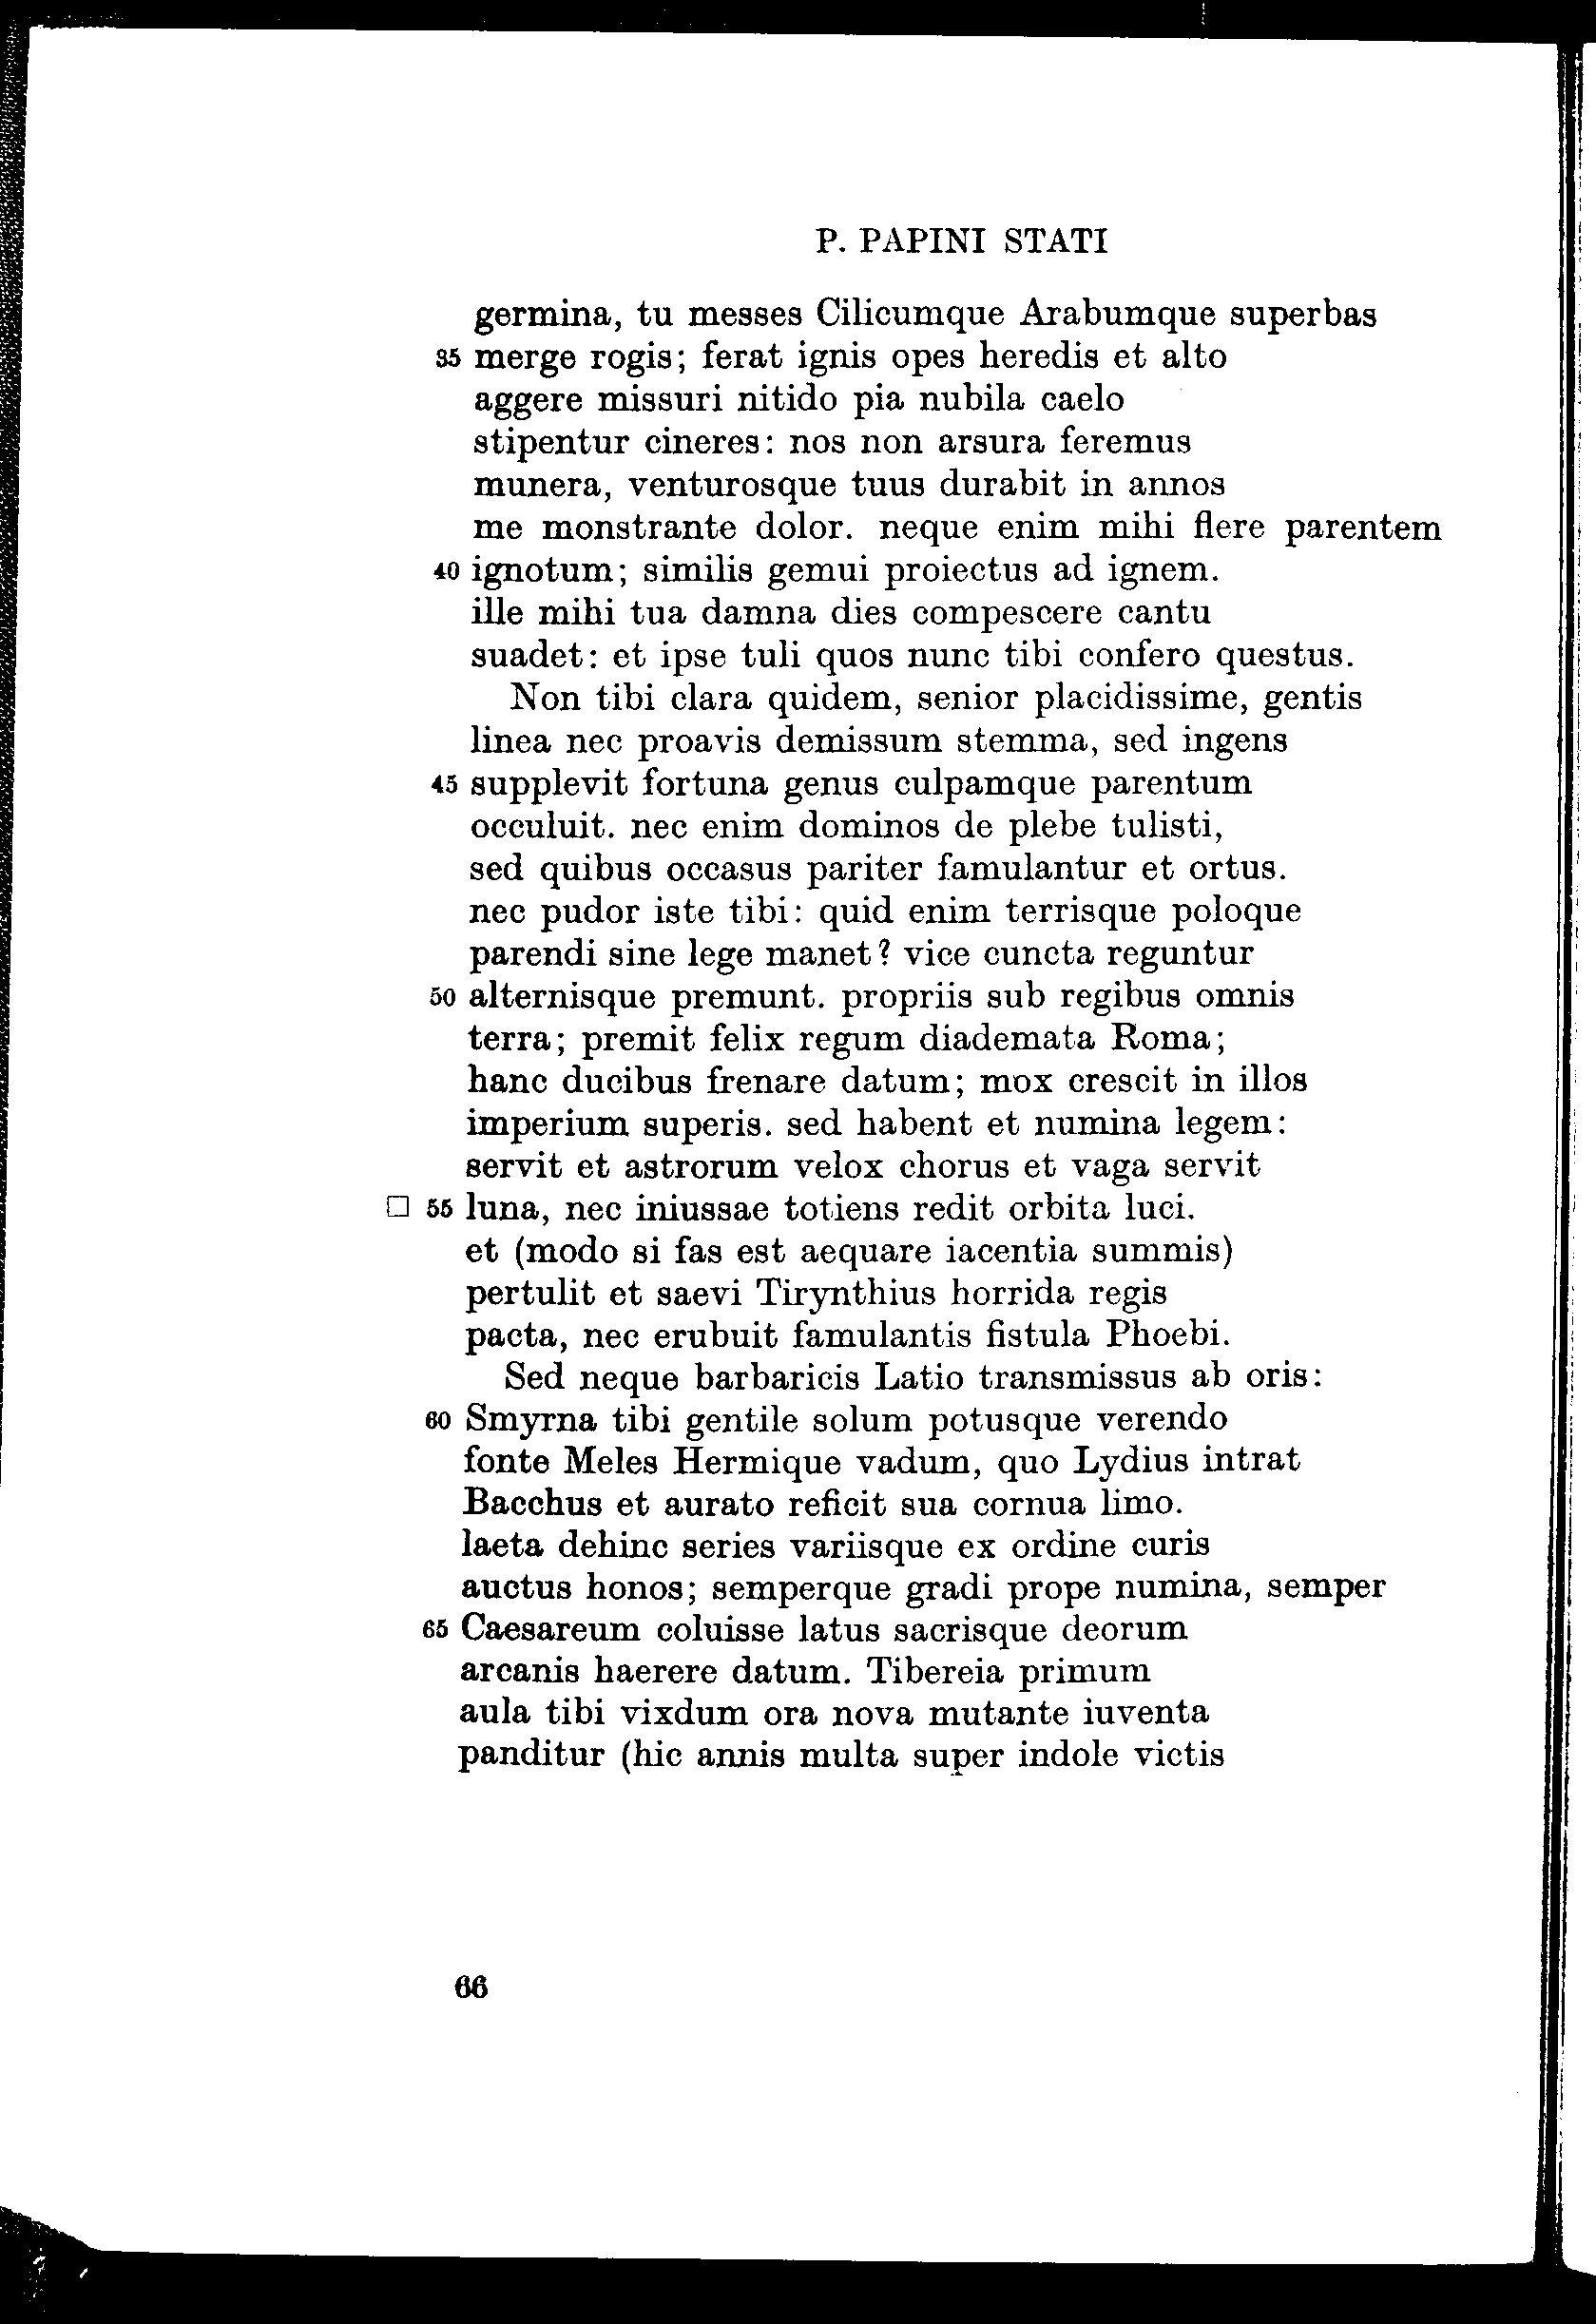 P. PAPINI STATI
germina, tu messes Cilicumque Arabumque superbas
35 merge rogis; ferat ignis opes heredis et alto
aggere missuri nitido pia nubila caelo
stipentur cineres: nos non arsura feremus
munera, venturosque tuus durabit in annos
me monstrante dolor. neque enim mihi flere parentem
40 ignotum; similis gemui proiectus ad ignem.
ille mihi tua damna dies compescere cantu
suadet: et ipse tuli quos nunc tibi confero questus.
Non tibi clara quidem, senior placidissime, gentis
linea nec proavis demissum stemma, sed ingens
45 supplevit fortuna genus culpamque parentum
occuluit. nec enim dominos de plebe tulisti,
sed quibus occasus pariter famulantur et ortus.
nec pudor iste tibi: quid enim terrisque poloque
parendi sine lege manet? vice cuncta reguntur
50 alternisque premunt. propriis sub regibus omnis
terra; premit felix regum diademata Roma;
hanc ducibus frenare datum; mox crescit in illos
imperium superis. sed habent et numina legem:
servit et astrorum velox chorus et vaga servit
□ 55 luna, nec iniussae totiens redit orbita luci.
et (modo si fas est aequare iacentia summis)
pertulit et saevi Tirynthius horrida regis
pacta, nec erubuit famulantis fistula Phoebi.
Sed neque barbaricis Latio transmissus ab oris:
60 Smyrna tibi gentile solum potusque verendo
fonte Meles Hermique vadum, quo Lydius intrat
Bacchus et aurato reficit sua cornua limo.
laeta dehinc series variisque ex ordine curis
auctus honos; semperque gradi prope numina, semper
65 Caesareum coluisse latus sacrisque deorum
arcanis haerere datum. Tibereia primum
aula tibi vixdum ora nova mutante iuventa
panditur (hic annis multa super indole victis
66